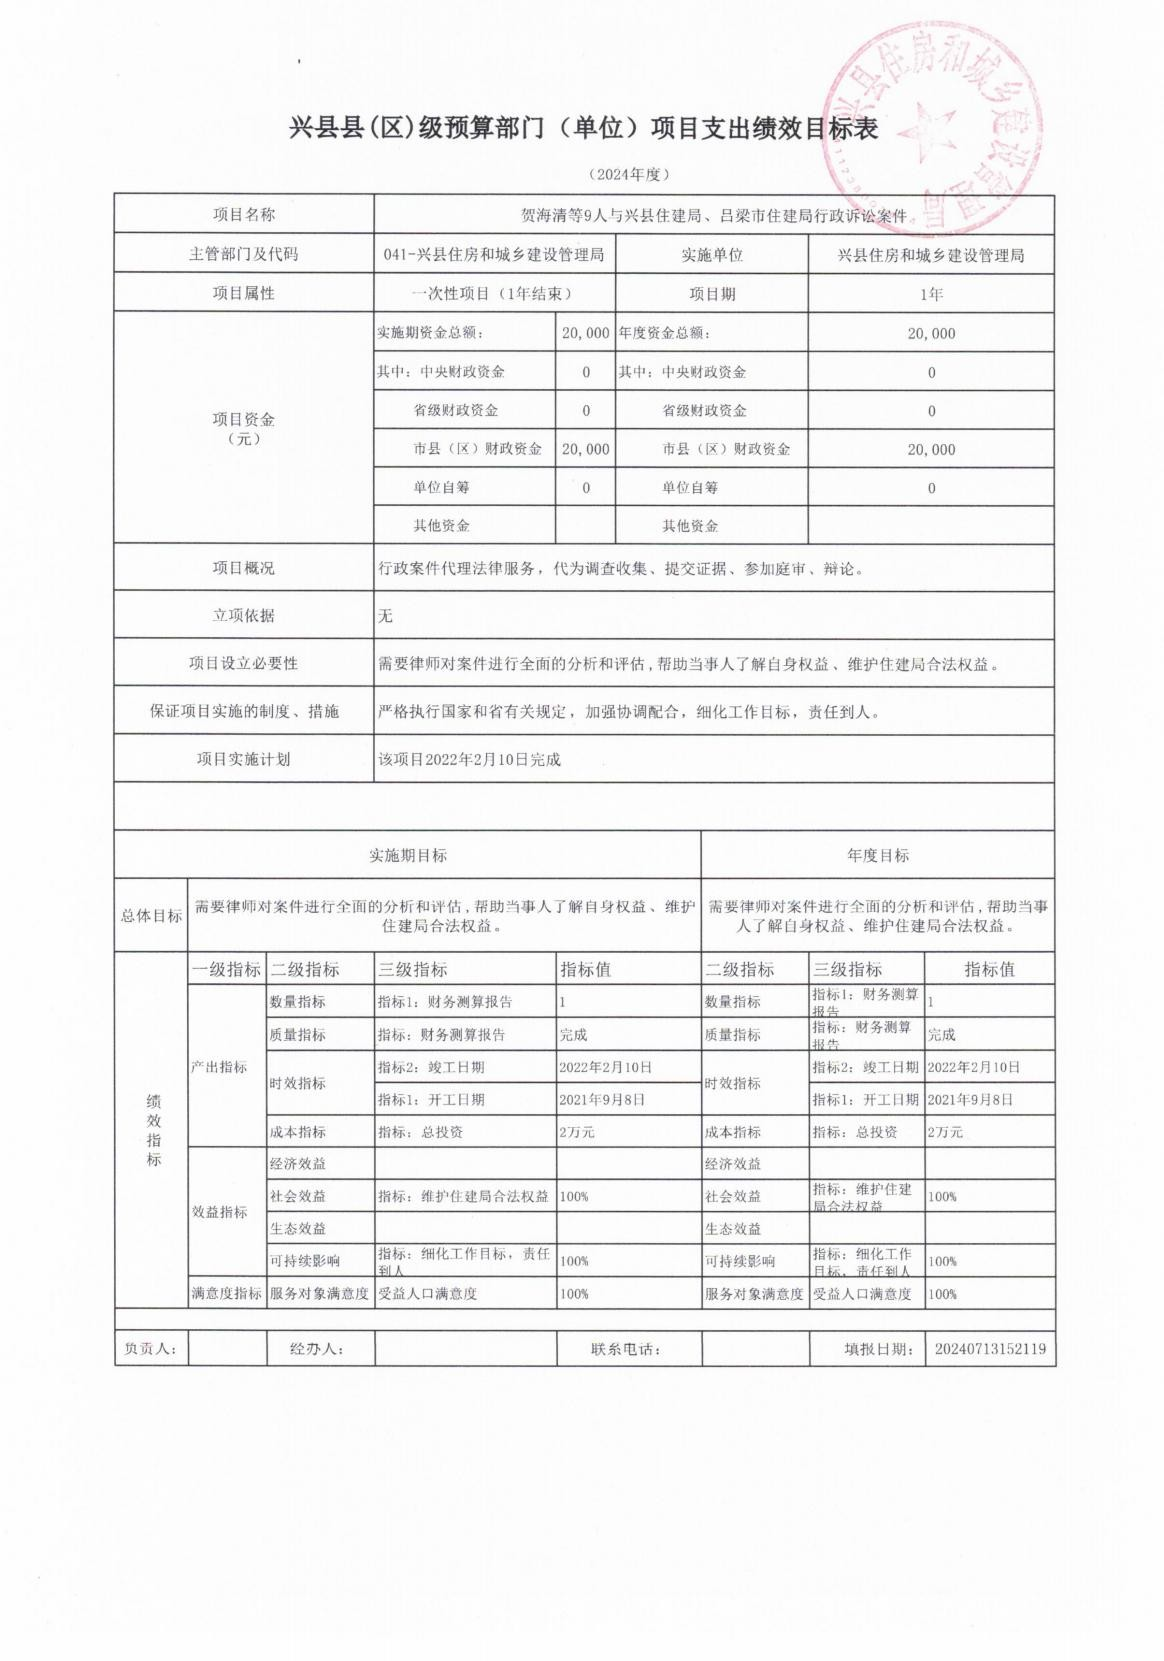 兴县住房和城乡建设管理局
兴县县(区)级预算部门（单位）项目支出绩效目标表
（2024年度）
项目名称 贺海清等9人与兴县住建局、吕梁市住建局行政诉讼案件
主管部门及代码 041-兴县住房和城乡建设管理局 实施单位 兴县住房和城乡建设管理局
项目属性 一次性项目（1年结束） 项目期 1年
项目资金
（元）
实施期资金总额： 20,000 年度资金总额： 20,000
其中：中央财政资金 0 其中：中央财政资金 0
省级财政资金 0 省级财政资金 0
市县（区）财政资金 20,000 市县（区）财政资金 20,000
单位自筹 0 单位自筹 0
其他资金 其他资金
项目概况 行政案件代理法律服务，代为调查收集、提交证据、参加庭审、辩论。
立项依据 无
项目设立必要性 需要律师对案件进行全面的分析和评估,帮助当事人了解自身权益、维护住建局合法权益。
保证项目实施的制度、措施 严格执行国家和省有关规定，加强协调配合，细化工作目标，责任到人。
项目实施计划 该项目2022年2月10日完成
实施期目标 年度目标
总体目标 需要律师对案件进行全面的分析和评估,帮助当事人了解自身权益、维护
住建局合法权益。
需要律师对案件进行全面的分析和评估,帮助当事
人了解自身权益、维护住建局合法权益。
绩
效
指
标
一级指标 二级指标 三级指标 指标值 二级指标 三级指标 指标值
产出指标
数量指标 指标1：财务测算报告 1 数量指标 指标1：财务测算
报告 1
质量指标 指标：财务测算报告 完成 质量指标 指标：财务测算
报告 完成
时效指标 指标2：竣工日期 2022年2月10日 时效指标 指标2：竣工日期 2022年2月10日
指标1：开工日期 2021年9月8日 指标1：开工日期 2021年9月8日
成本指标 指标：总投资 2万元 成本指标 指标：总投资 2万元
效益指标
经济效益 经济效益
社会效益 指标：维护住建局合法权益 100% 社会效益 指标：维护住建
局合法权益 100%
生态效益 生态效益
可持续影响 指标：细化工作目标，责任
到人 100% 可持续影响 指标：细化工作
目标，责任到人 100%
满意度指标 服务对象满意度 受益人口满意度 100% 服务对象满意度 受益人口满意度 100%
负责人： 经办人： 联系电话： 填报日期： 20240713152119